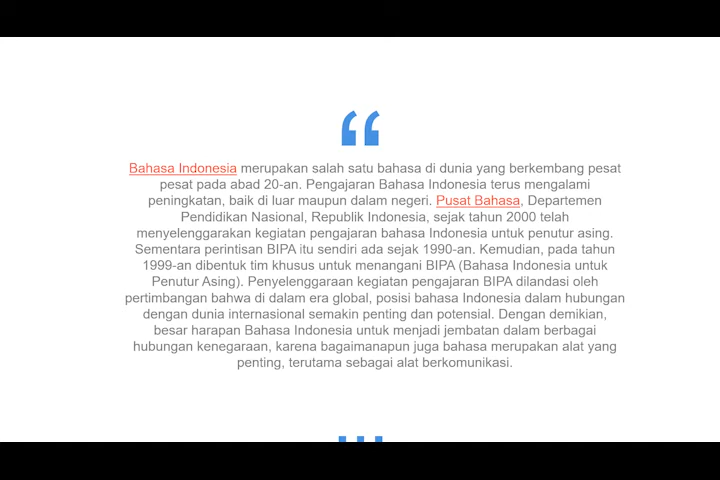 “
Bahasa Indonesia merupakan salah satu bahasa di dunia yang berkembang pesat
pesat pada abad 20-an. Pengajaran Bahasa Indonesia terus mengalami
peningkatan, baik di luar maupun dalam negeri. Pusat Bahasa, Departemen
Pendidikan Nasional, Republik Indonesia, sejak tahun 2000 telah
menyelenggarakan kegiatan pengajaran bahasa Indonesia untuk penutur asing.
Sementara perintisan BIPA itu sendiri ada sejak 1990-an. Kemudian, pada tahun
1999-an dibentuk tim khusus untuk menangani BIPA (Bahasa Indonesia untuk
Penutur Asing). Penyelenggaraan kegiatan pengajaran BIPA dilandasi oleh
pertimbangan bahwa di dalam era global, posisi bahasa Indonesia dalam hubungan
dengan dunia internasional semakin penting dan potensial. Dengan demikian,
besar harapan Bahasa Indonesia untuk menjadi jembatan dalam berbagai
hubungan kenegaraan, karena bagaimanapun juga bahasa merupakan alat yang
penting, terutama sebagai alat berkomunikasi.